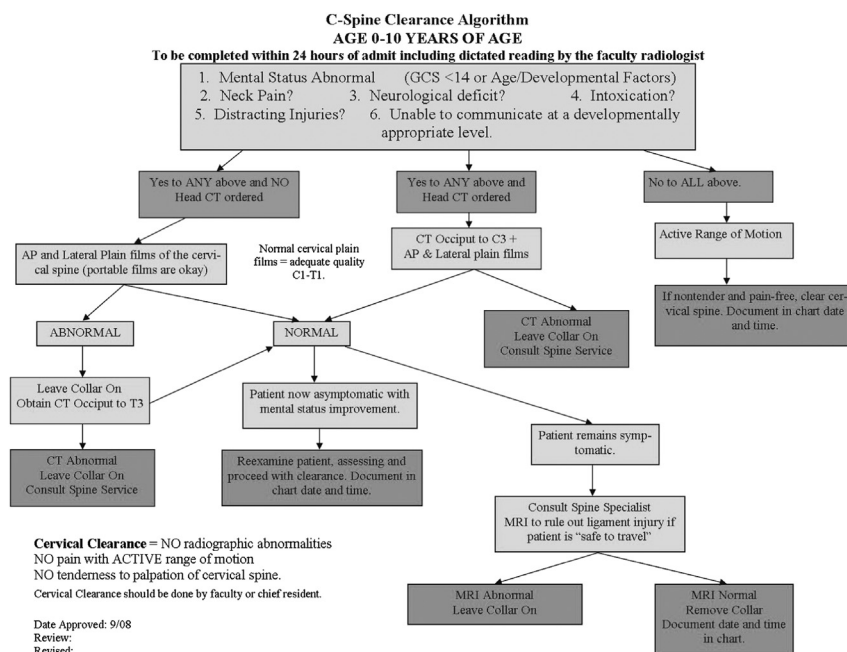 C-Spine Clearance Algorithm
AGE 0-10 YEARS OF AGE
To be completed within 24 hours of admit including dictated reading by the faculty radiologist
1. Mental Status Abnormal (GCS <14 or Age/Developmental Factors)
2. Neck Pain? 3. Neurological deficit? 4. Intoxication?
5. Distracting Injuries? 6. Unable to communicate at a developmentally
appropriate level.
Yes to ANY above and NO
Head CT ordered
Yes to ANY above and
Head CT ordered
No to ALL above.
AP and Lateral Plain films of the cervi-
cal spine (portable films are okay)
Normal cervical plain
films = adequate quality
C1-T1.
CT Occiput to C3 +
AP & Lateral plain films
Active Range of Motion
ABNORMAL
NORMAL
CT Abnormal
Leave Collar On
Consult Spine Service
If nontender and pain-free, clear cer-
vical spine. Document in chart date
and time.
Leave Collar On
Obtain CT Occiput to T3
Patient now asymptomatic with
mental status improvement.
Patient remains symp-
tomatic.
CT Abnormal
Leave Collar On
Consult Spine Service
Reexamine patient, assessing and
proceed with clearance. Document in
chart date and time.
Consult Spine Specialist
MRI to rule out ligament injury if
patient is “safe to travel”
Cervical Clearance = NO radiographic abnormalities
NO pain with ACTIVE range of motion
NO tenderness to palpation of cervical spine.
Cervical Clearance should be done by faculty or chief resident.
MRI Abnormal
Leave Collar On
MRI Normal
Remove Collar
Document date and time
in chart.
Date Approved: 9/08
Review:
Revised: